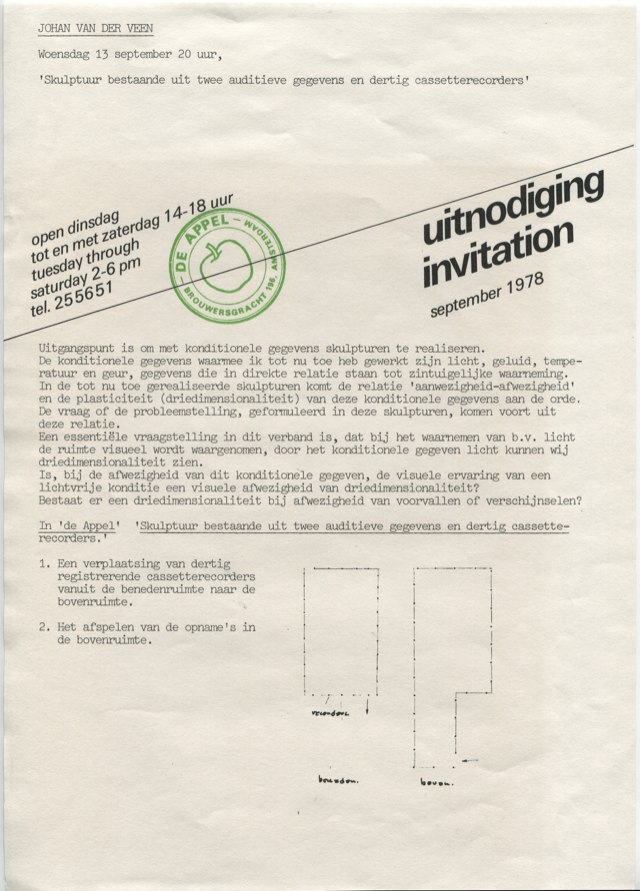 JOHAN VAN DER VEEN
Woensdag 13 september 20 uur,
'Skulptuur bestaande uit twee auditieve gegevens en dertig cassetterecorders'
open dinsdag
tot en met zaterdag 14-18 uur
tuesday through
saturday 2-6 pm
tel. 255651
DE APPEL – BROUWERSGRACHT 196, AMSTERDAM
uitnodiging
invitation
september 1978
Uitgangspunt is om met konditionele gegevens skulpturen te realiseren.
De konditionele gegevens waarmee ik tot nu toe heb gewerkt zijn licht, geluid, tempe-
ratuur en geur, gegevens die in direkte relatie staan tot zintuigelijke waarneming.
In de tot nu toe gerealiseerde skulpturen komt de relatie 'aanwezigheid-afwezigheid'
en de plasticiteit (driedimensionaliteit) van deze konditionele gegevens aan de orde.
De vraag of de probleemstelling, geformuleerd in deze skulpturen, komen voort uit
deze relatie.
Een essentiële vraagstelling in dit verband is, dat bij het waarnemen van b.v. licht
de ruimte visueel wordt waargenomen, door het konditionele gegeven licht kunnen wij
driedimensionaliteit zien.
Is, bij de afwezigheid van dit konditionele gegeven, de visuele ervaring van een
lichtvrije konditie een visuele afwezigheid van driedimensionaliteit?
Bestaat er een driedimensionaliteit bij afwezigheid van voorvallen of verschijnselen?
In 'de Appel' 'Skulptuur bestaande uit twee auditieve gegevens en dertig cassette-
recorders.'
1. Een verplaatsing van dertig
registrerende cassetterecorders
vanuit de benedenruimte naar de
bovenruimte.
2. Het afspelen van de opname's in
de bovenruimte.
boven.